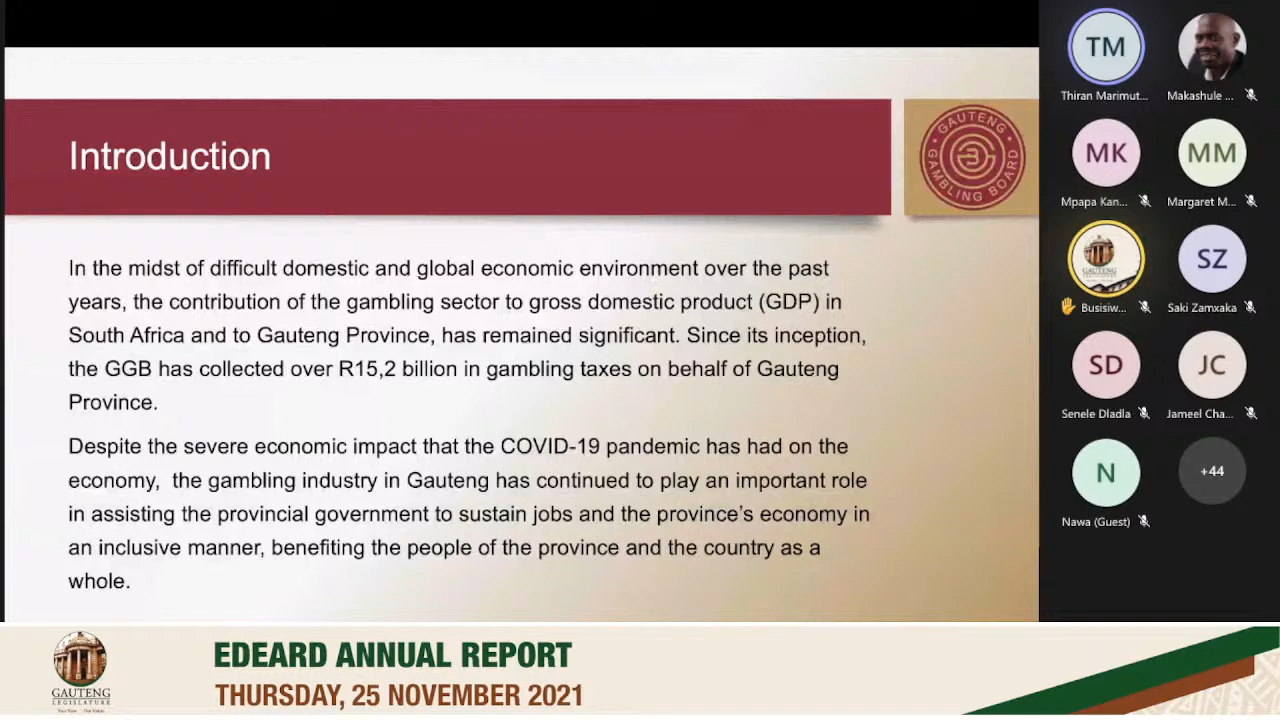 Introduction
GAUTENG
GAMBLING BOARD
In the midst of difficult domestic and global economic environment over the past
years, the contribution of the gambling sector to gross domestic product (GDP) in
South Africa and to Gauteng Province, has remained significant. Since its inception,
the GGB has collected over R15,2 billion in gambling taxes on behalf of Gauteng
Province.
Despite the severe economic impact that the COVID-19 pandemic has had on the
economy,  the gambling industry in Gauteng has continued to play an important role
in assisting the provincial government to sustain jobs and the province’s economy in
an inclusive manner, benefiting the people of the province and the country as a
whole.
TM
Thiran Marimut...
Makashule ...
MK
MM
Mpapa Kan...
Margaret M...
GAUTENG
SZ
Busisiw...
Saki Zamxaka
SD
JC
Senele Dladla
Jameel Cha...
N
+44
Nawa (Guest)
GAUTENG
LEGISLATURE
EDEARD ANNUAL REPORT
THURSDAY, 25 NOVEMBER 2021